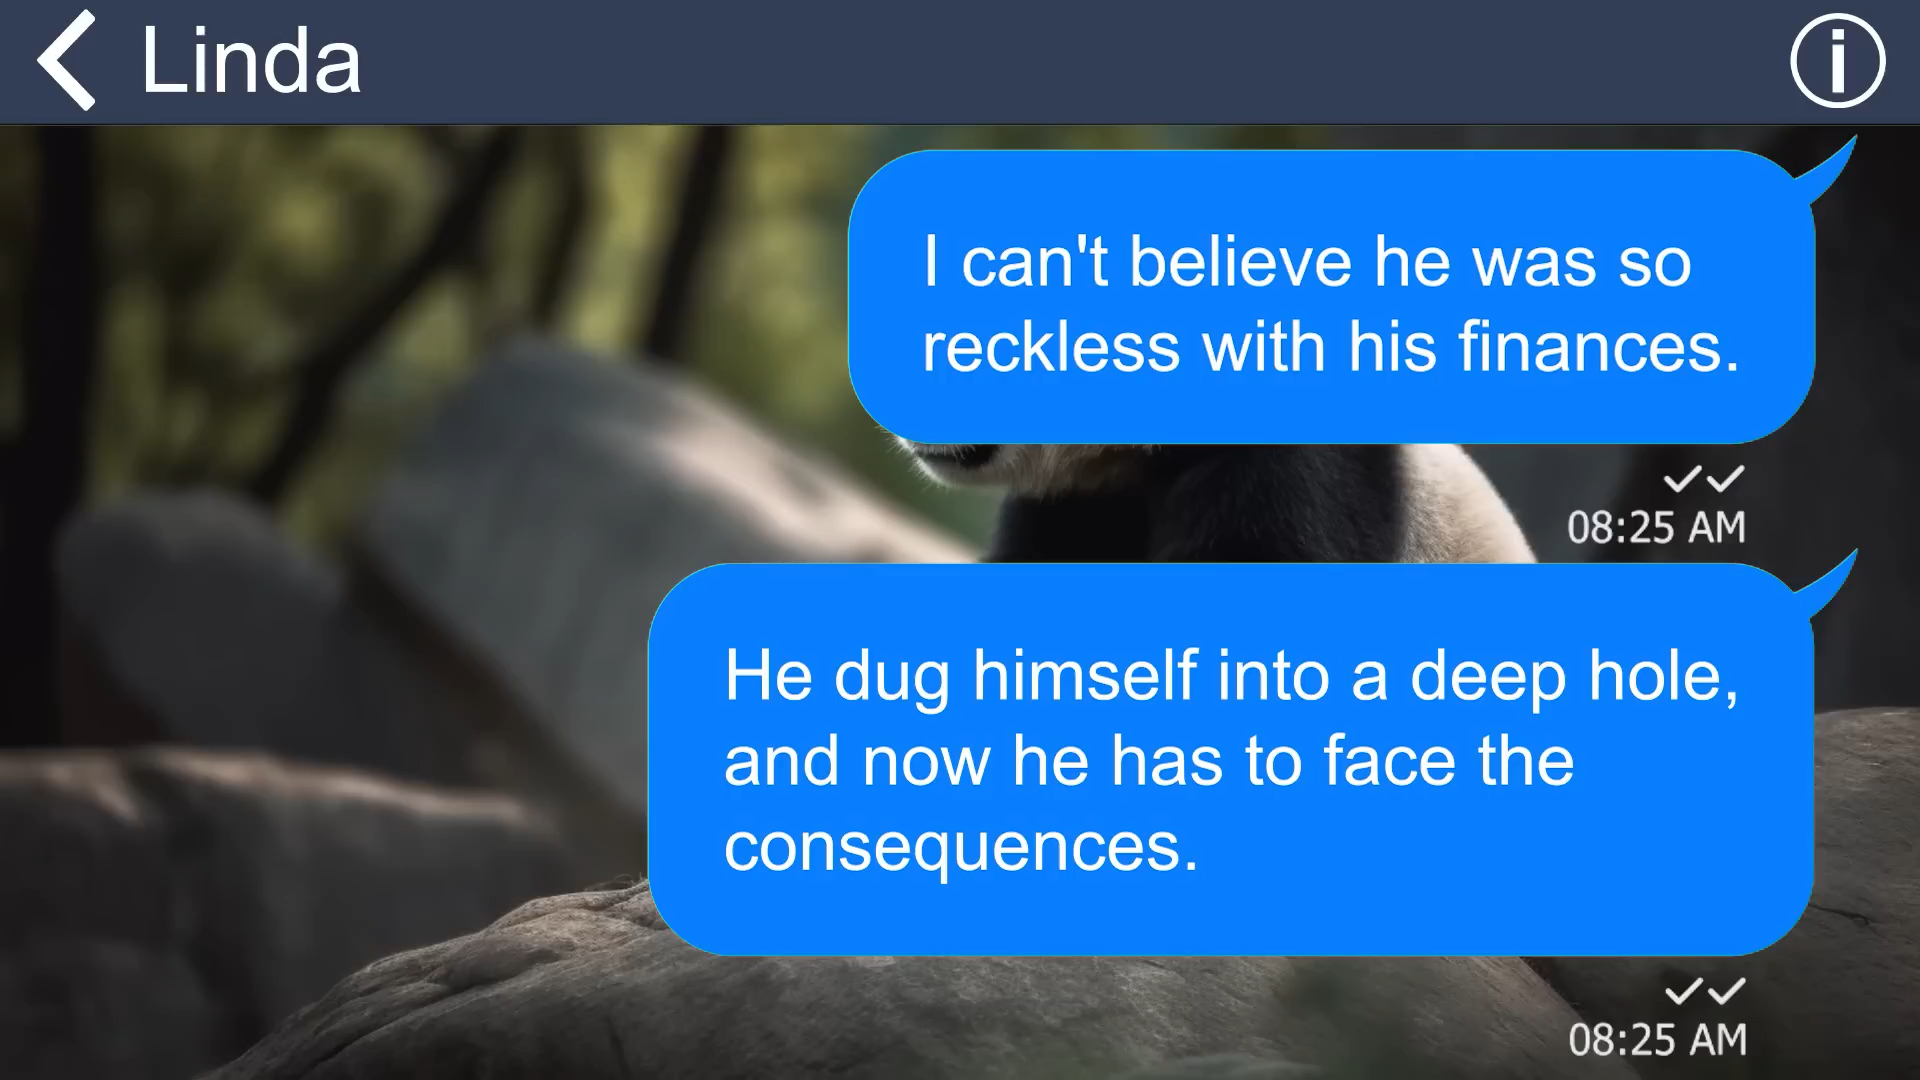 Linda
I can't believe he was so
reckless with his finances.
08:25 AM
He dug himself into a deep hole,
and now he has to face the
consequences.
08:25 AM